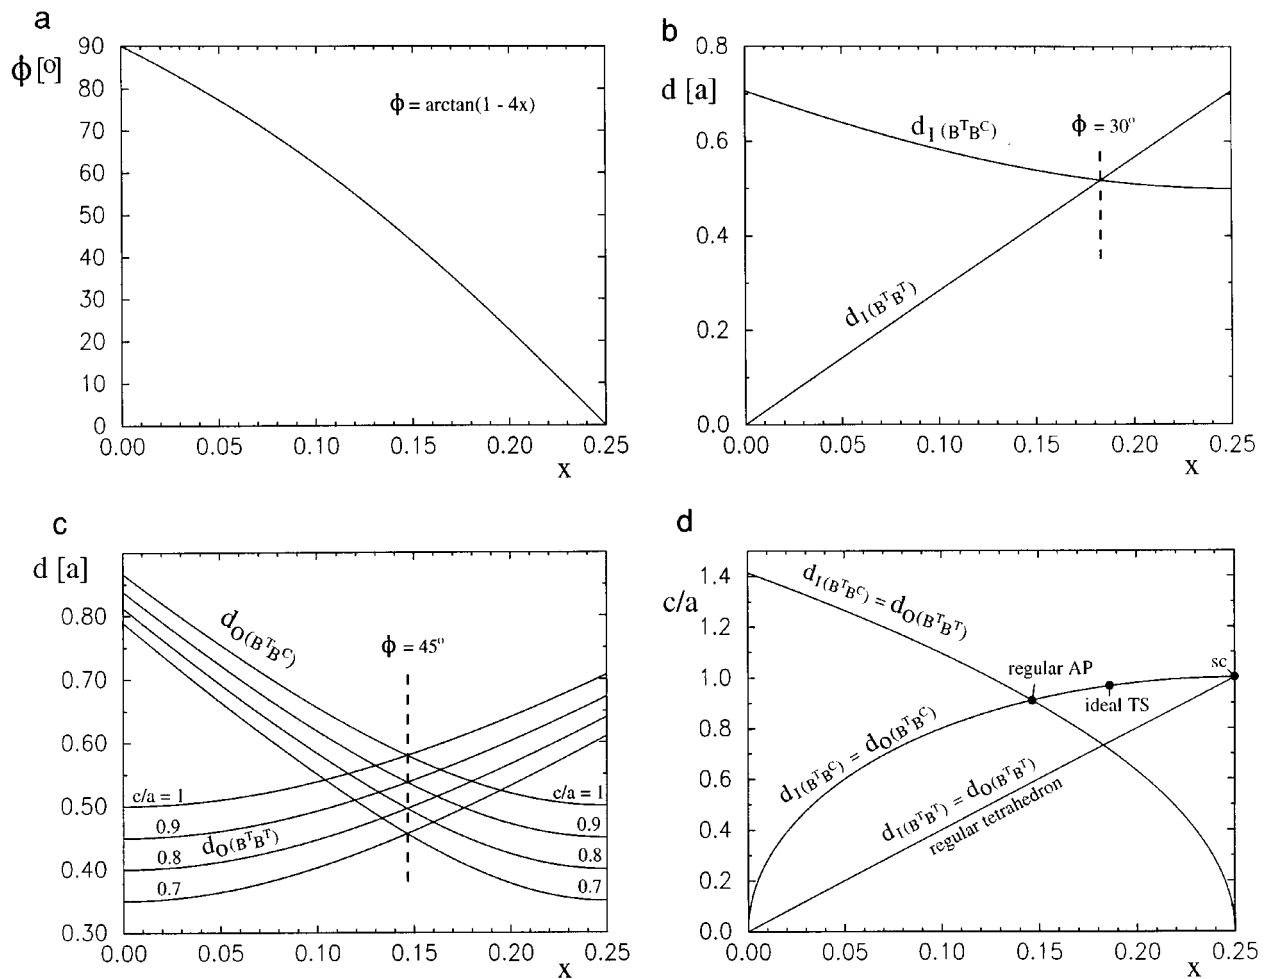 a
ϕ[°]
90
80
70
60
50
40
30
20
10
0
ϕ = arctan(1 - 4x)
0.00 0.05 0.10 0.15 0.20 0.25
x
b
d [a]
0.8
0.6
0.4
0.2
0.0
d_I(B^T B^C)
ϕ = 30°
d_I(B^T B^T)
0.00 0.05 0.10 0.15 0.20 0.25
x
c
d [a]
0.80
0.70
0.60
0.50
0.40
0.30
d_O(B^T B^C)
ϕ = 45°
c/a = 1 c/a = 1
0.9 0.9
d_O(B^T B^T)
0.8 0.8
0.7 0.7
0.00 0.05 0.10 0.15 0.20 0.25
x
d
c/a
1.4
1.2
1.0
0.8
0.6
0.4
0.2
0.0
d_I(B^T B^C) = d_O(B^T B^T)
regular AP
sc
ideal TS
d_I(B^T B^C) = d_O(B^T B^C)
d_I(B^T B^T) = d_O(B^T B^T)
regular tetrahedron
0.00 0.05 0.10 0.15 0.20 0.25
x